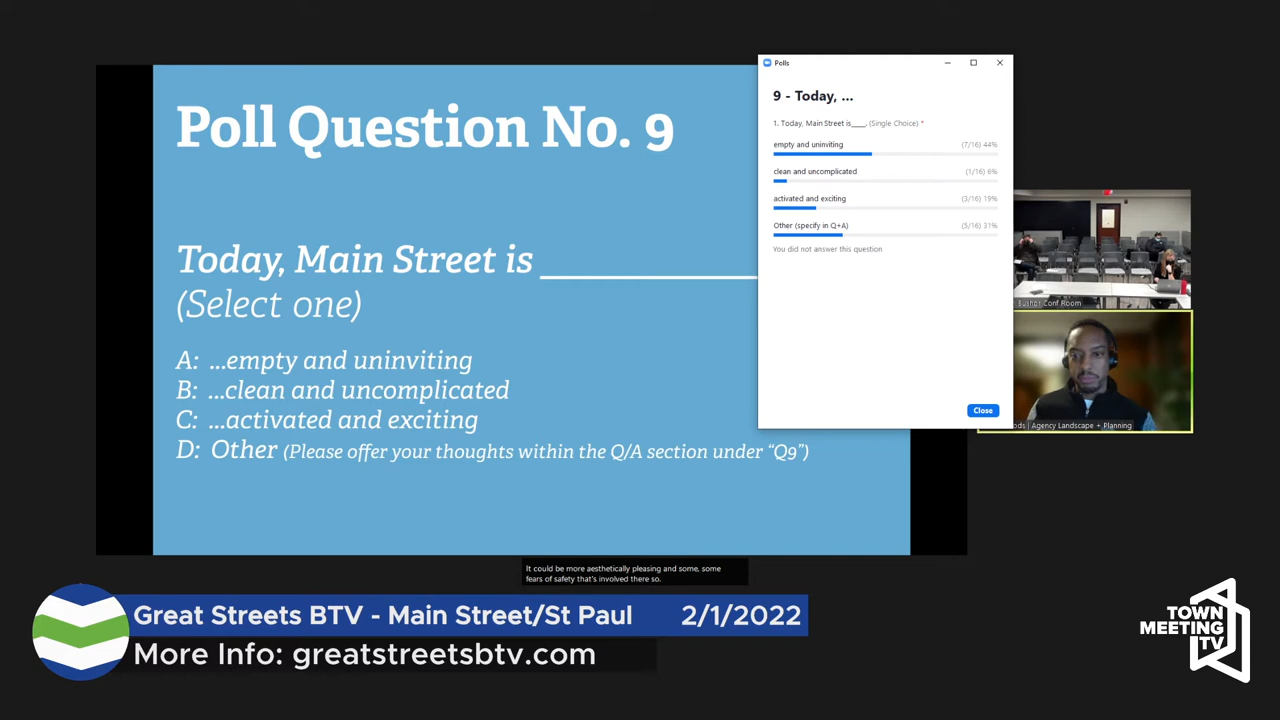 Poll Question No. 9
Today, Main Street is
(Select one)
A: ...empty and uninviting
B: ...clean and uncomplicated
C: ...activated and exciting
D: Other (Please offer your thoughts within the Q/A section under “Q9”)
Polls
9 - Today, ...
1. Today, Main Street is____. (Single Choice) *
empty and uninviting (7/16) 44%
clean and uncomplicated (1/16) 6%
activated and exciting (3/16) 19%
Other (specify in Q+A) (5/16) 31%
You did not answer this question
Close
Conf Room
| Agency Landscape + Planning
It could be more aesthetically pleasing and some, some
fears of safety that's involved there so.
Great Streets BTV - Main Street/St Paul 2/1/2022
More Info: greatstreetsbtv.com
TOWN
MEETING
TV